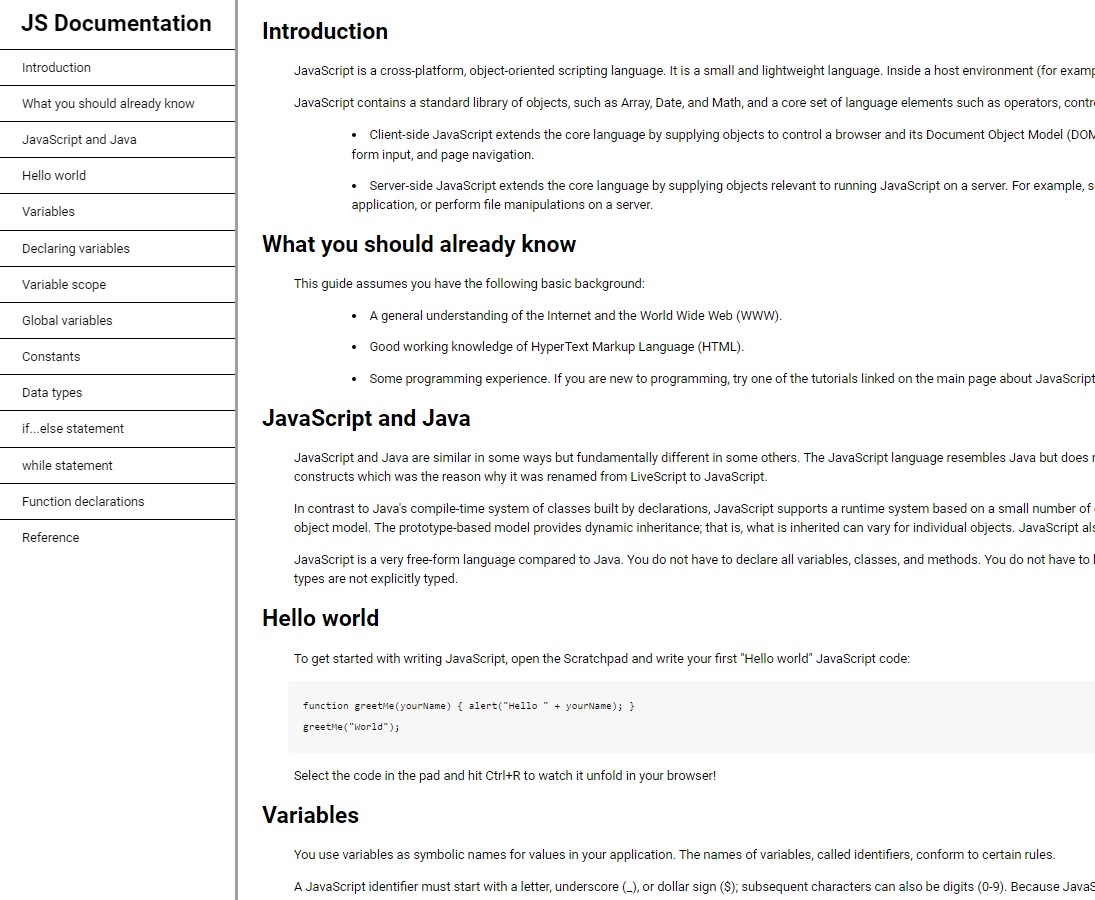 JS Documentation
Introduction
What you should already know
JavaScript and Java
Hello world
Variables
Declaring variables
Variable scope
Global variables
Constants
Data types
if...else statement
while statement
Function declarations
Reference
Introduction
JavaScript is a cross-platform, object-oriented scripting language. It is a small and lightweight language. Inside a host environment (for
JavaScript contains a standard library of objects, such as Array, Date, and Math, and a core set of language elements such as operators,
• Client-side JavaScript extends the core language by supplying objects to control a browser and its Document Object Model (DOM
form input, and page navigation.
• Server-side JavaScript extends the core language by supplying objects relevant to running JavaScript on a server. For example,
application, or perform file manipulations on a server.
What you should already know
This guide assumes you have the following basic background:
• A general understanding of the Internet and the World Wide Web (WWW).
• Good working knowledge of HyperText Markup Language (HTML).
• Some programming experience. If you are new to programming, try one of the tutorials linked on the main page about JavaScript
JavaScript and Java
JavaScript and Java are similar in some ways but fundamentally different in some others. The JavaScript language resembles Java but does
constructs which was the reason why it was renamed from LiveScript to JavaScript.
In contrast to Java's compile-time system of classes built by declarations, JavaScript supports a runtime system based on a small number of
object model. The prototype-based model provides dynamic inheritance; that is, what is inherited can vary for individual objects. JavaScript
JavaScript is a very free-form language compared to Java. You do not have to declare all variables, classes, and methods. You do not have to
types are not explicitly typed.
Hello world
To get started with writing JavaScript, open the Scratchpad and write your first "Hello world" JavaScript code:
function greetMe(yourName) { alert("Hello " + yourName); }
greetMe("World");
Select the code in the pad and hit Ctrl+R to watch it unfold in your browser!
Variables
You use variables as symbolic names for values in your application. The names of variables, called identifiers, conform to certain rules.
A JavaScript identifier must start with a letter, underscore (_), or dollar sign ($); subsequent characters can also be digits (0-9). Because